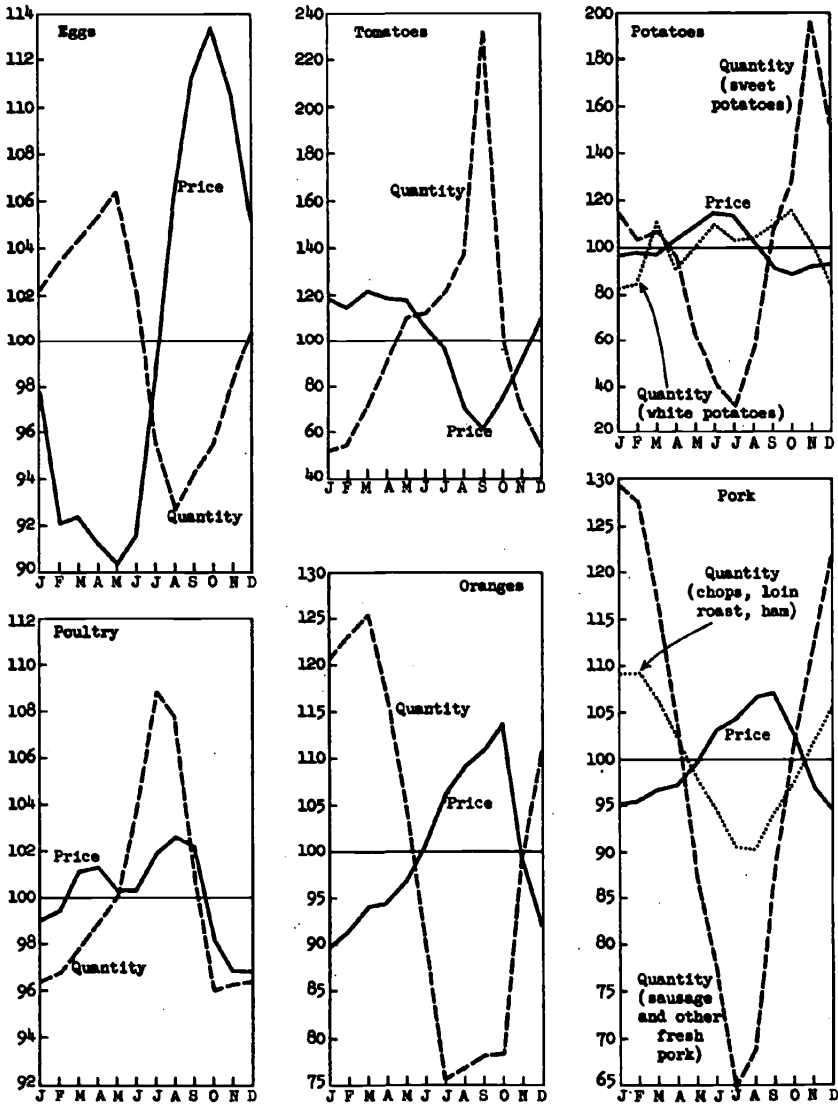 Eggs
114
112
110
108
106
104
102
100
98
96
94
92
90
Price
Quantity
J F M A M J J A S O N D
Tomatoes
240
220
200
180
160
140
120
100
80
60
40
Quantity
Price
J F M A M J J A S O N D
Potatoes
200
180
160
140
120
100
80
60
40
20
Quantity
(sweet
potatoes)
Price
Quantity
(white potatoes)
J F M A M J J A S O N D
Poultry
112
110
108
106
104
102
100
98
96
94
92
Price
Quantity
J F M A M J J A S O N D
Oranges
130
125
120
115
110
105
100
95
90
85
80
75
Quantity
Price
J F M A M J J A S O N D
Pork
130
125
120
115
110
105
100
95
90
85
80
75
70
65
Quantity
(chops, loin
roast, ham)
Price
Quantity
(sausage
and other
fresh
pork)
J F M A M J J A S O N D